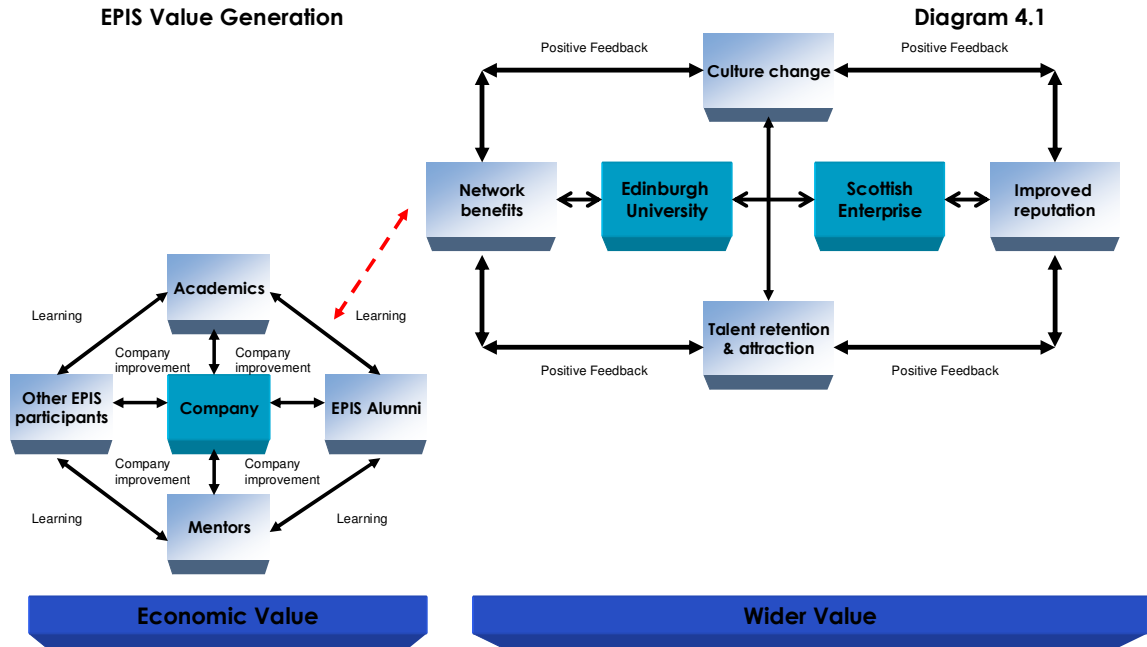 EPIS Value Generation
Diagram 4.1
Positive Feedback
Positive Feedback
Culture change
Network
benefits
Edinburgh
University
Scottish
Enterprise
Improved
reputation
Academics
Learning
Learning
Talent retention
& attraction
Company
improvement
Company
improvement
Positive Feedback
Positive Feedback
Other EPIS
participants
Company
EPIS Alumni
Company
improvement
Company
improvement
Learning
Mentors
Learning
Economic Value
Wider Value